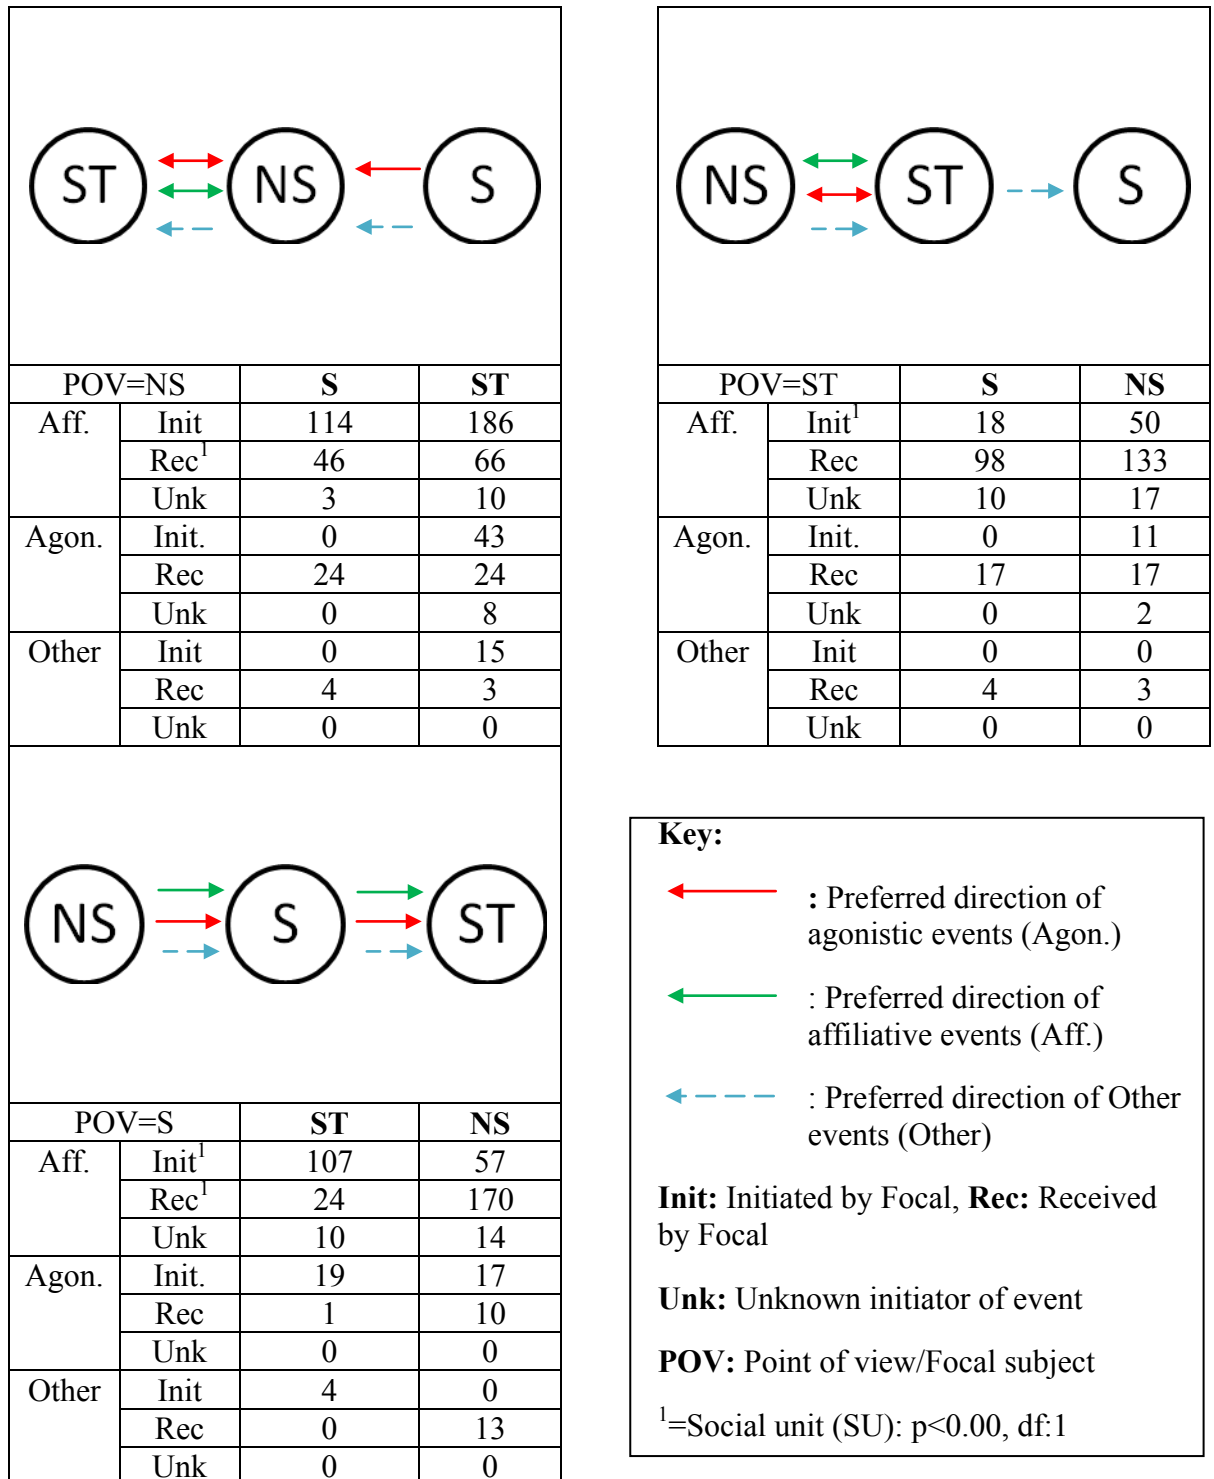 ST NS S
POV=NS S ST
Aff. Init 114 186
Rec¹ 46 66
Unk 3 10
Agon. Init. 0 43
Rec 24 24
Unk 0 8
Other Init 0 15
Rec 4 3
Unk 0 0
NS ST S
POV=ST S NS
Aff. Init¹ 18 50
Rec 98 133
Unk 10 17
Agon. Init. 0 11
Rec 17 17
Unk 0 2
Other Init 0 0
Rec 4 3
Unk 0 0
NS S ST
POV=S ST NS
Aff. Init¹ 107 57
Rec¹ 24 170
Unk 10 14
Agon. Init. 19 17
Rec 1 10
Unk 0 0
Other Init 4 0
Rec 0 13
Unk 0 0
Key:
: Preferred direction of
agonistic events (Agon.)
: Preferred direction of
affiliative events (Aff.)
: Preferred direction of Other
events (Other)
Init: Initiated by Focal, Rec: Received
by Focal
Unk: Unknown initiator of event
POV: Point of view/Focal subject
¹=Social unit (SU): p<0.00, df:1